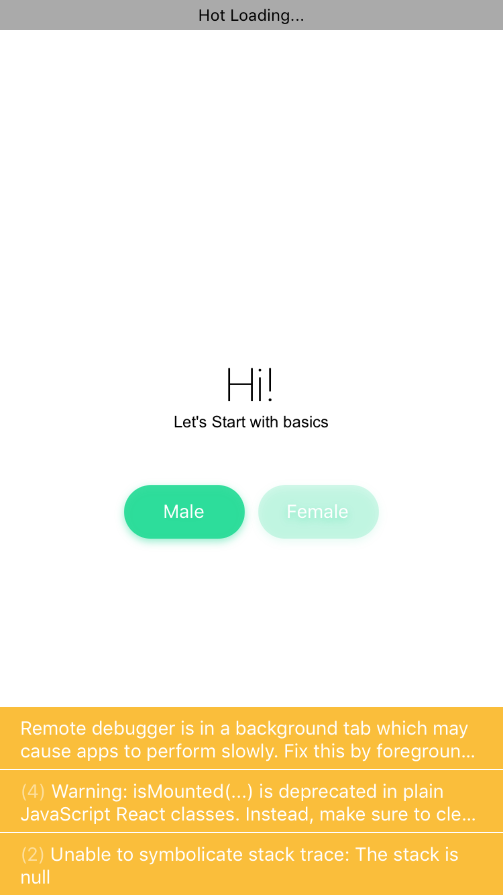 Hot Loading...
Hi!
Let's Start with basics
Male Female
Remote debugger is in a background tab which may
cause apps to perform slowly. Fix this by foregroun...
(4) Warning: isMounted(...) is deprecated in plain
JavaScript React classes. Instead, make sure to cle...
(2) Unable to symbolicate stack trace: The stack is
null